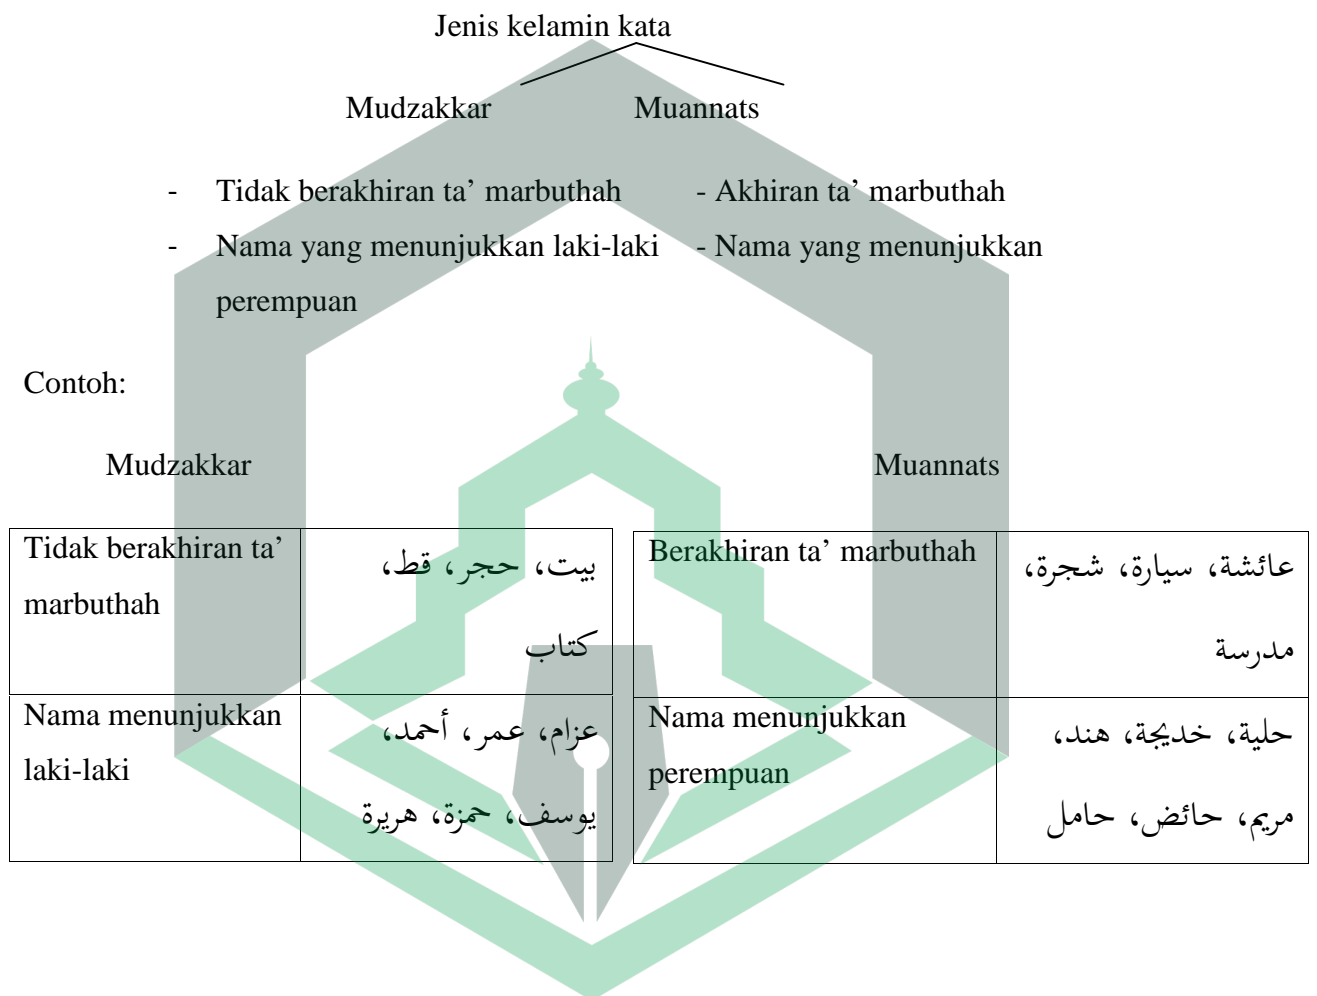 Jenis kelamin kata
Mudzakkar Muannats
- Tidak berakhiran ta’ marbuthah - Akhiran ta’ marbuthah
- Nama yang menunjukkan laki-laki - Nama yang menunjukkan
perempuan
Contoh:
Mudzakkar Muannats
Tidak berakhiran ta’
marbuthah
بيت، حجر، قط،
كتاب
Berakhiran ta’ marbuthah
عائشة، سيارة، شجرة،
مدرسة
Nama menunjukkan
laki-laki
عزام، عمر، أحمد،
يوسف، حمزة، هريرة
Nama menunjukkan
perempuan
حلية، خديجة، هند،
مريم، حائض، حامل